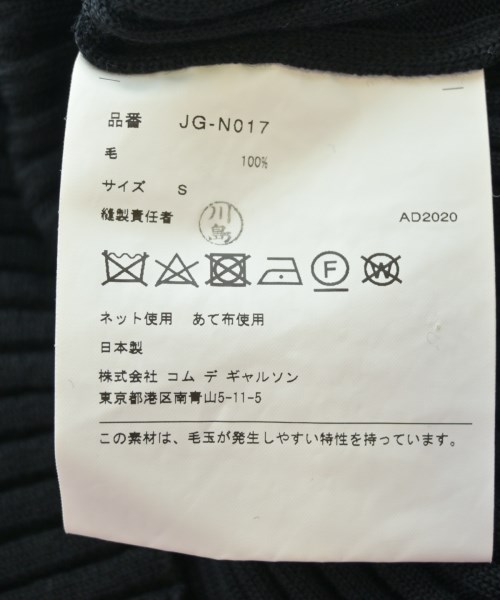 品番 JG-N017
毛 100%
サイズ S
縫製責任者 川島 AD2020
F W
ネット使用 あて布使用
日本製
株式会社 コム デ ギャルソン
東京都港区南青山5-11-5
この素材は、毛玉が発生しやすい特性を持っています。